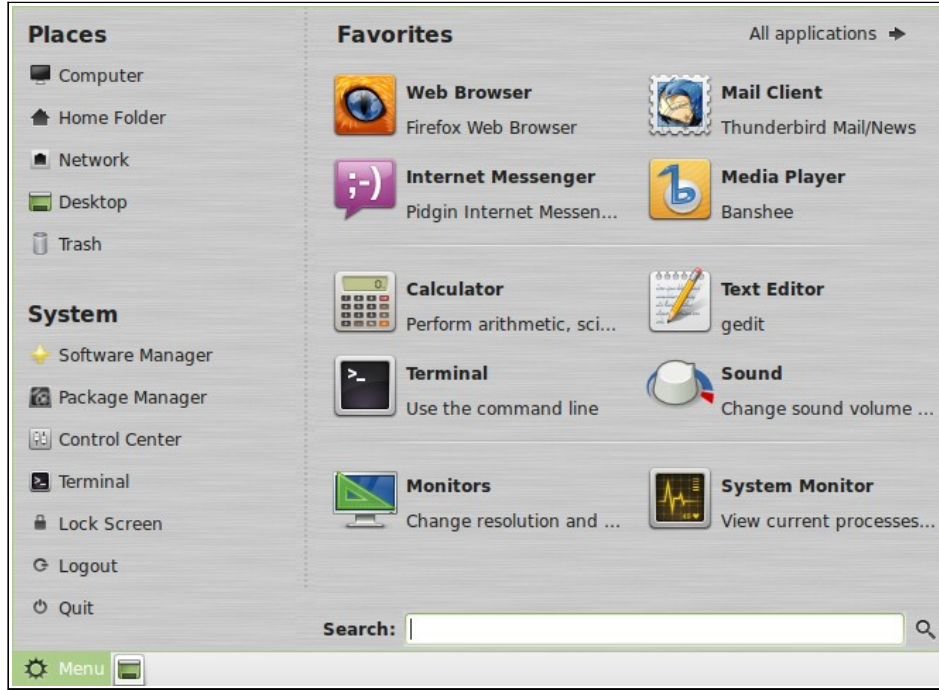 Places
Computer
Home Folder
Network
Desktop
Trash
System
Software Manager
Package Manager
Control Center
Terminal
Lock Screen
Logout
Quit
Favorites
All applications
Web Browser
Firefox Web Browser
Mail Client
Thunderbird Mail/News
Internet Messenger
Pidgin Internet Messen...
Media Player
Banshee
Calculator
Perform arithmetic, sci...
Text Editor
gedit
Terminal
Use the command line
Sound
Change sound volume ...
Monitors
Change resolution and ...
System Monitor
View current processes...
Search:
Menu